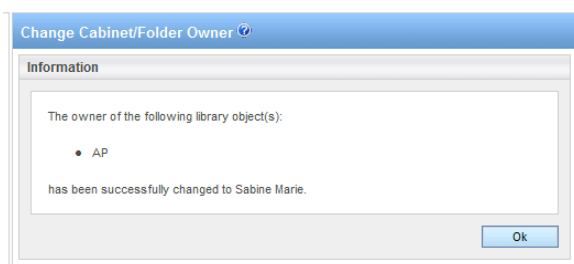 Change Cabinet/Folder Owner ?
Information
The owner of the following library object(s):
• AP
has been successfully changed to Sabine Marie.
Ok